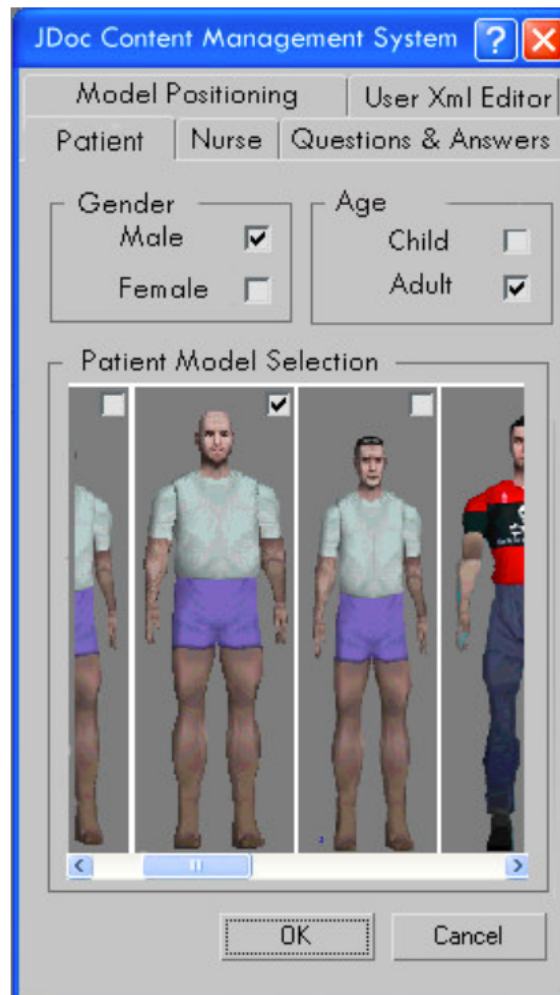 JDoc Content Management System ?
Model Positioning User Xml Editor
Patient Nurse Questions & Answers
Gender Age
Male Child
Female Adult
Patient Model Selection
OK Cancel